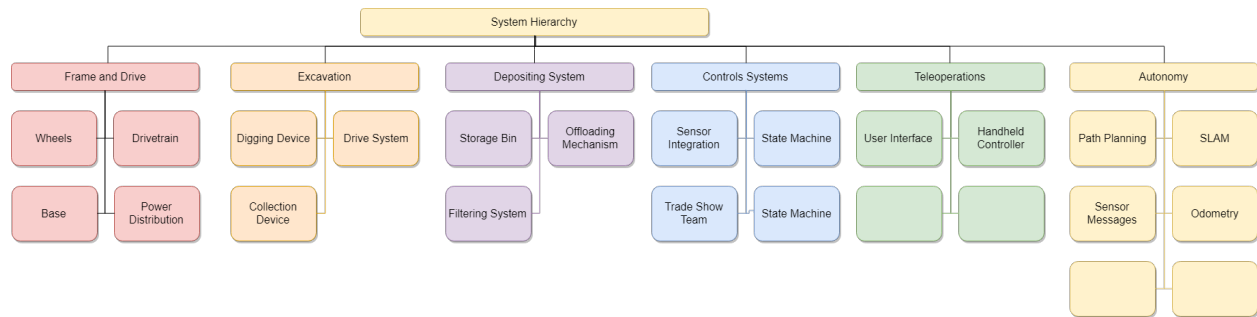 System Hierarchy
Frame and Drive
Excavation
Depositing System
Controls Systems
Teleoperations
Autonomy
Wheels
Drivetrain
Digging Device
Drive System
Storage Bin
Offloading
Mechanism
Sensor
Integration
State Machine
User Interface
Handheld
Controller
Path Planning
SLAM
Base
Power
Distribution
Collection
Device
Filtering System
Trade Show
Team
State Machine
Sensor
Messages
Odometry